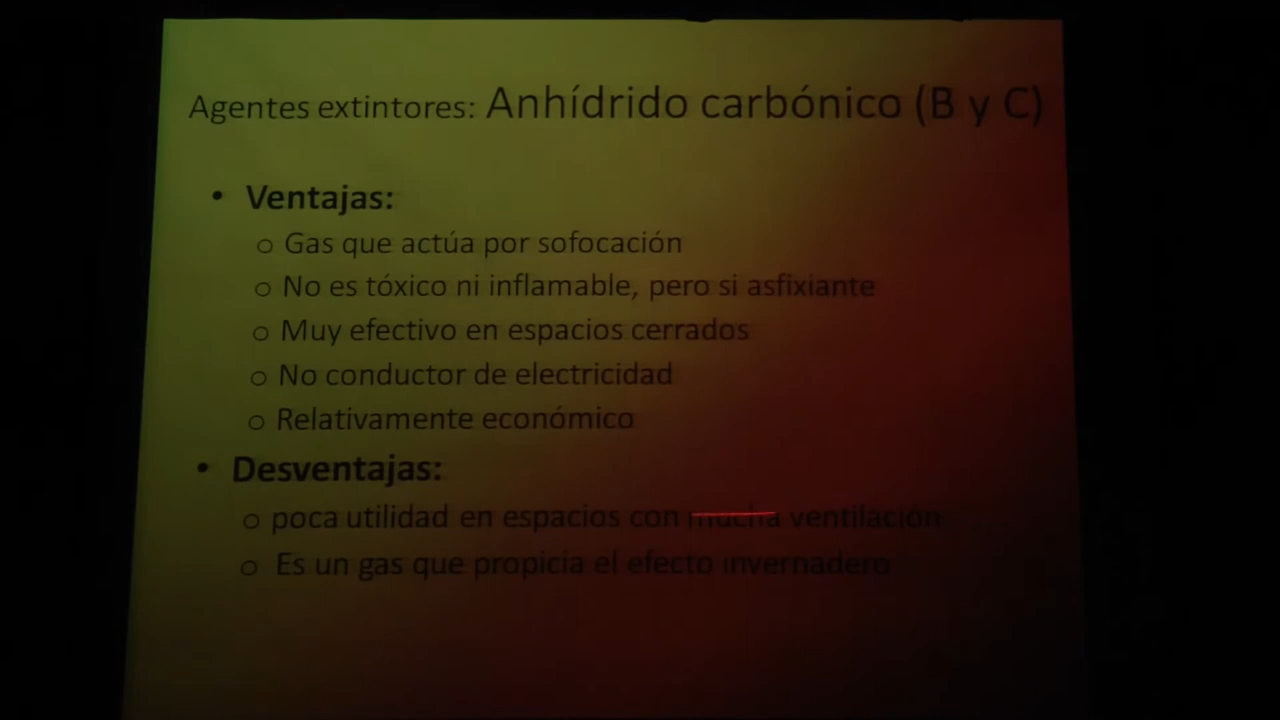 Agentes extintores: Anhídrido carbónico (B y C)
• Ventajas:
o Gas que actúa por sofocación
o No es tóxico ni inflamable, pero si asfixiante
o Muy efectivo en espacios cerrados
o No conductor de electricidad
o Relativamente económico
• Desventajas:
o poca utilidad en espacios con mucha ventilación
o Es un gas que propicia el efecto invernadero